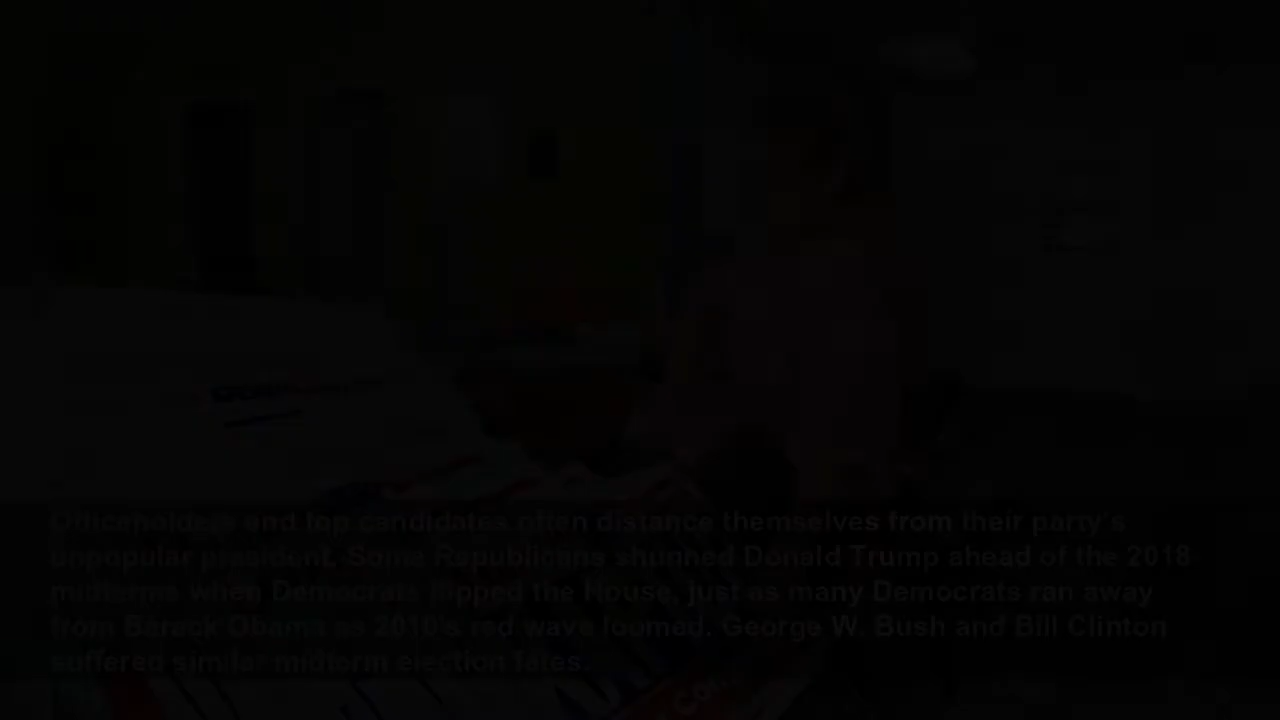 Officeholders and top candidates often distance themselves from their party's
unpopular president. Some Republicans shunned Donald Trump ahead of the 2018
midterms when Democrats flipped the House, just as many Democrats ran away
from Barack Obama as 2010's red wave loomed. George W. Bush and Bill Clinton
suffered similar midterm election fates.